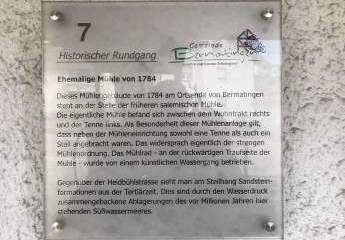 7
Gemeinde
Historischer Rundgang
Bermatingen
Ehemalige Mühle von 1784
Dieses Mühlengebäude von 1784 am Ortsende von Bermatingen
steht an der Stelle der früheren salemischen Mühle.
Die eigentliche Mühle befand sich zwischen dem Wohntrakt rechts
und der Tenne links. Als Besonderheit dieser Mühlenanlage gilt,
dass neben der Mühleneinrichtung sowohl eine Tenne als auch ein
Stall angebracht waren. Das widersprach eigentlich der strengen
Mühlenordnung. Das Mühlrad - an der rückwärtigen Traufseite der
Mühle - wurde von einem künstlichen Wassergang betrieben.
Gegenüber der Heidbühlstrasse sieht man am Steilhang Sandstein-
formationen aus der Tertiärzeit. Dies sind durch den Wasserdruck
zusammengebackene Ablagerungen des vor Millionen Jahren hier
stehenden Süßwassermeeres.